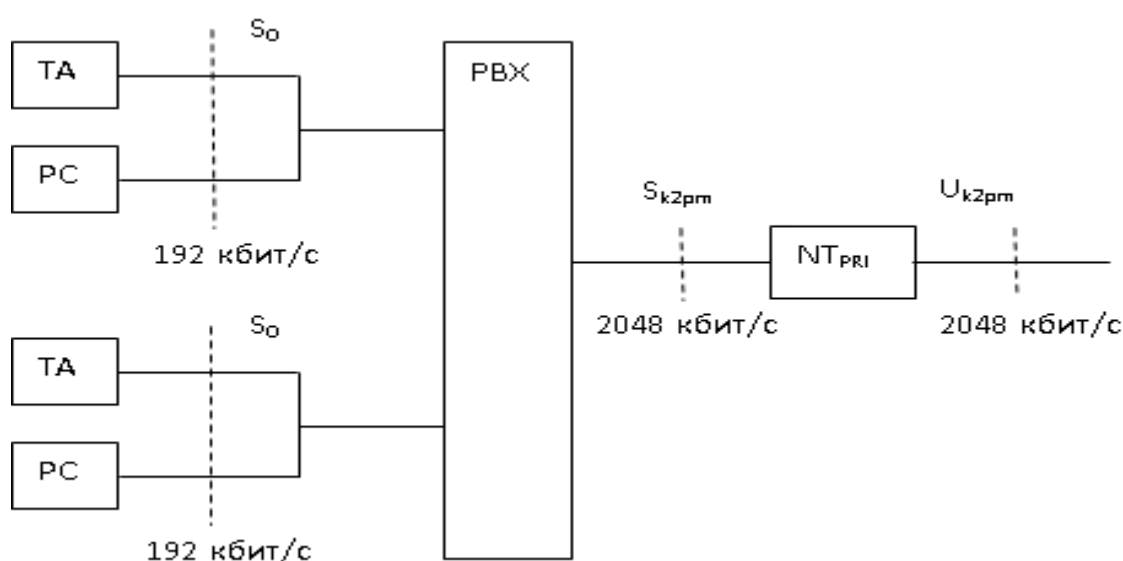 S₀
TA
PC
192 кбит/с
PBX
S₀
TA
PC
192 кбит/с
Sk2pm
2048 кбит/с
NTPRI
Uk2pm
2048 кбит/с